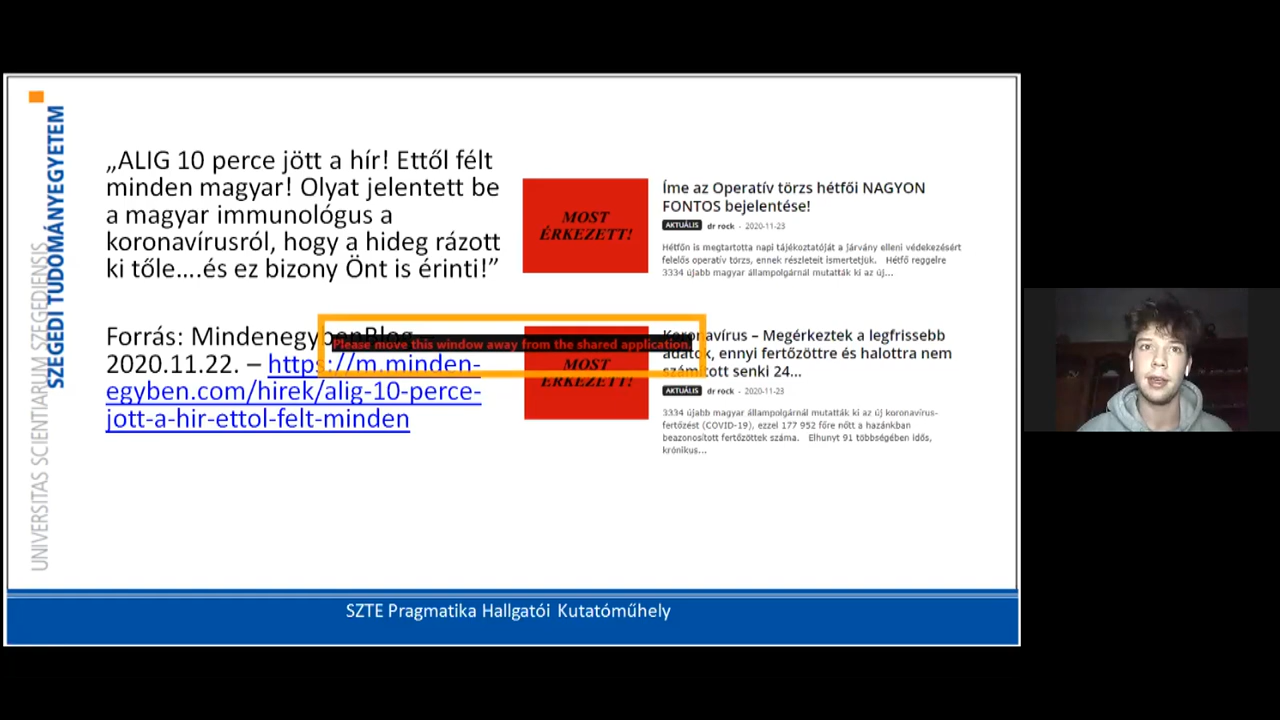 SZEGEDI TUDOMÁNYEGYETEM
UNIVERSITAS SCIENTIARUM SZEGEDIENSIS
„ALIG 10 perce jött a hír! Ettől félt
minden magyar! Olyat jelentett be
a magyar immunológus a
koronavírusról, hogy a hideg rázott
ki tőle….és ez bizony Önt is érinti!”
Forrás: MindenegybenBlog
2020.11.22. – https://m.minden-
egyben.com/hirek/alig-10-perce-
jott-a-hir-ettol-felt-minden
MOST
ÉRKEZETT!
Íme az Operatív törzs hétfői NAGYON
FONTOS bejelentése!
AKTUÁLIS dr rock - 2020-11-23
Hétfőn is megtartotta napi tájékoztatóját a járvány elleni védekezésért
felelős operatív törzs, ennek részleteit ismertetjük. Hétfő reggelre
3334 újabb magyar állampolgárnál mutatták ki az új...
Please move this window away from the shared application.
MOST
ÉRKEZETT!
Koronavírus – Megérkeztek a legfrissebb
adatok, ennyi fertőzöttre és halottra nem
számított senki 24...
AKTUÁLIS dr rock - 2020-11-23
3334 újabb magyar állampolgárnál mutatták ki az új koronavírus-
fertőzést (COVID-19), ezzel 177 952 főre nőtt a hazánkban
beazonosított fertőzöttek száma. Elhunyt 91 többségében idős,
krónikus...
SZTE Pragmatika Hallgatói Kutatóműhely